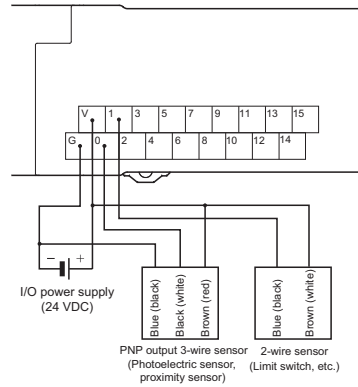 V 1 3 5 7 9 11 13 15
G 0 2 4 6 8 10 12 14
− +
I/O power supply
(24 VDC)
Blue (black)
Black (white)
Brown (red)
PNP output 3-wire sensor
(Photoelectric sensor,
proximity sensor)
Blue (black)
Brown (white)
2-wire sensor
(Limit switch, etc.)